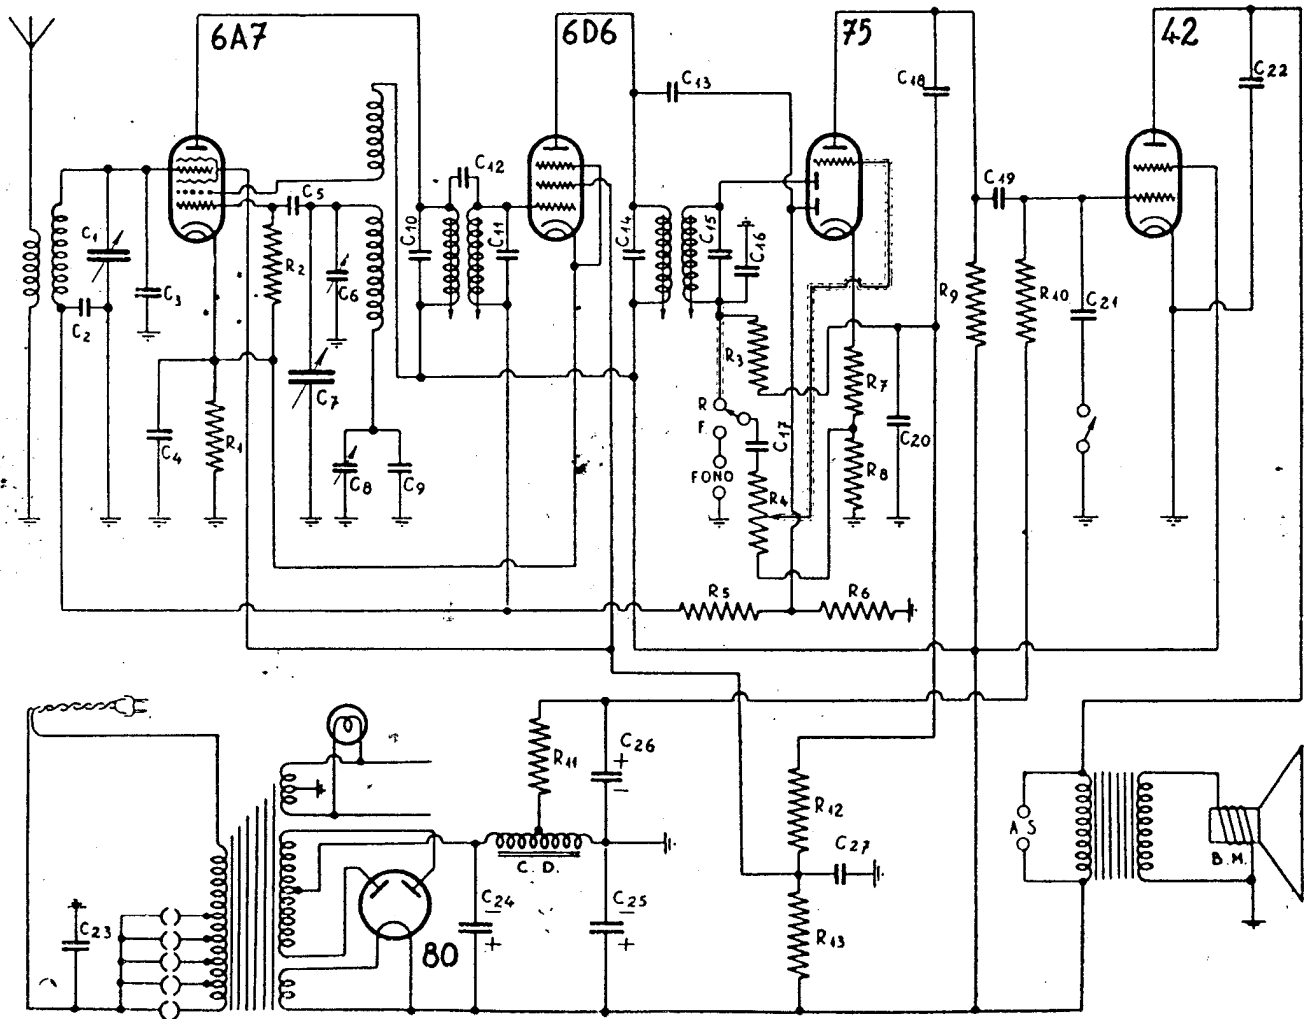 6A7
6D6
75
42
C13
C18
C22
C12
C5
C19
C1
C10
C11
C14
C15
C16
R2
C3
C6
R9
R10
C21
C2
R3
C7
R7
R
R1
F
C17
C20
C4
C8
C9
FONO
R4
R8
R5
R6
C26
+
-
R11
R12
C27
A S
B.M.
C.D.
C23
C24
-
+
C25
-
+
80
R13